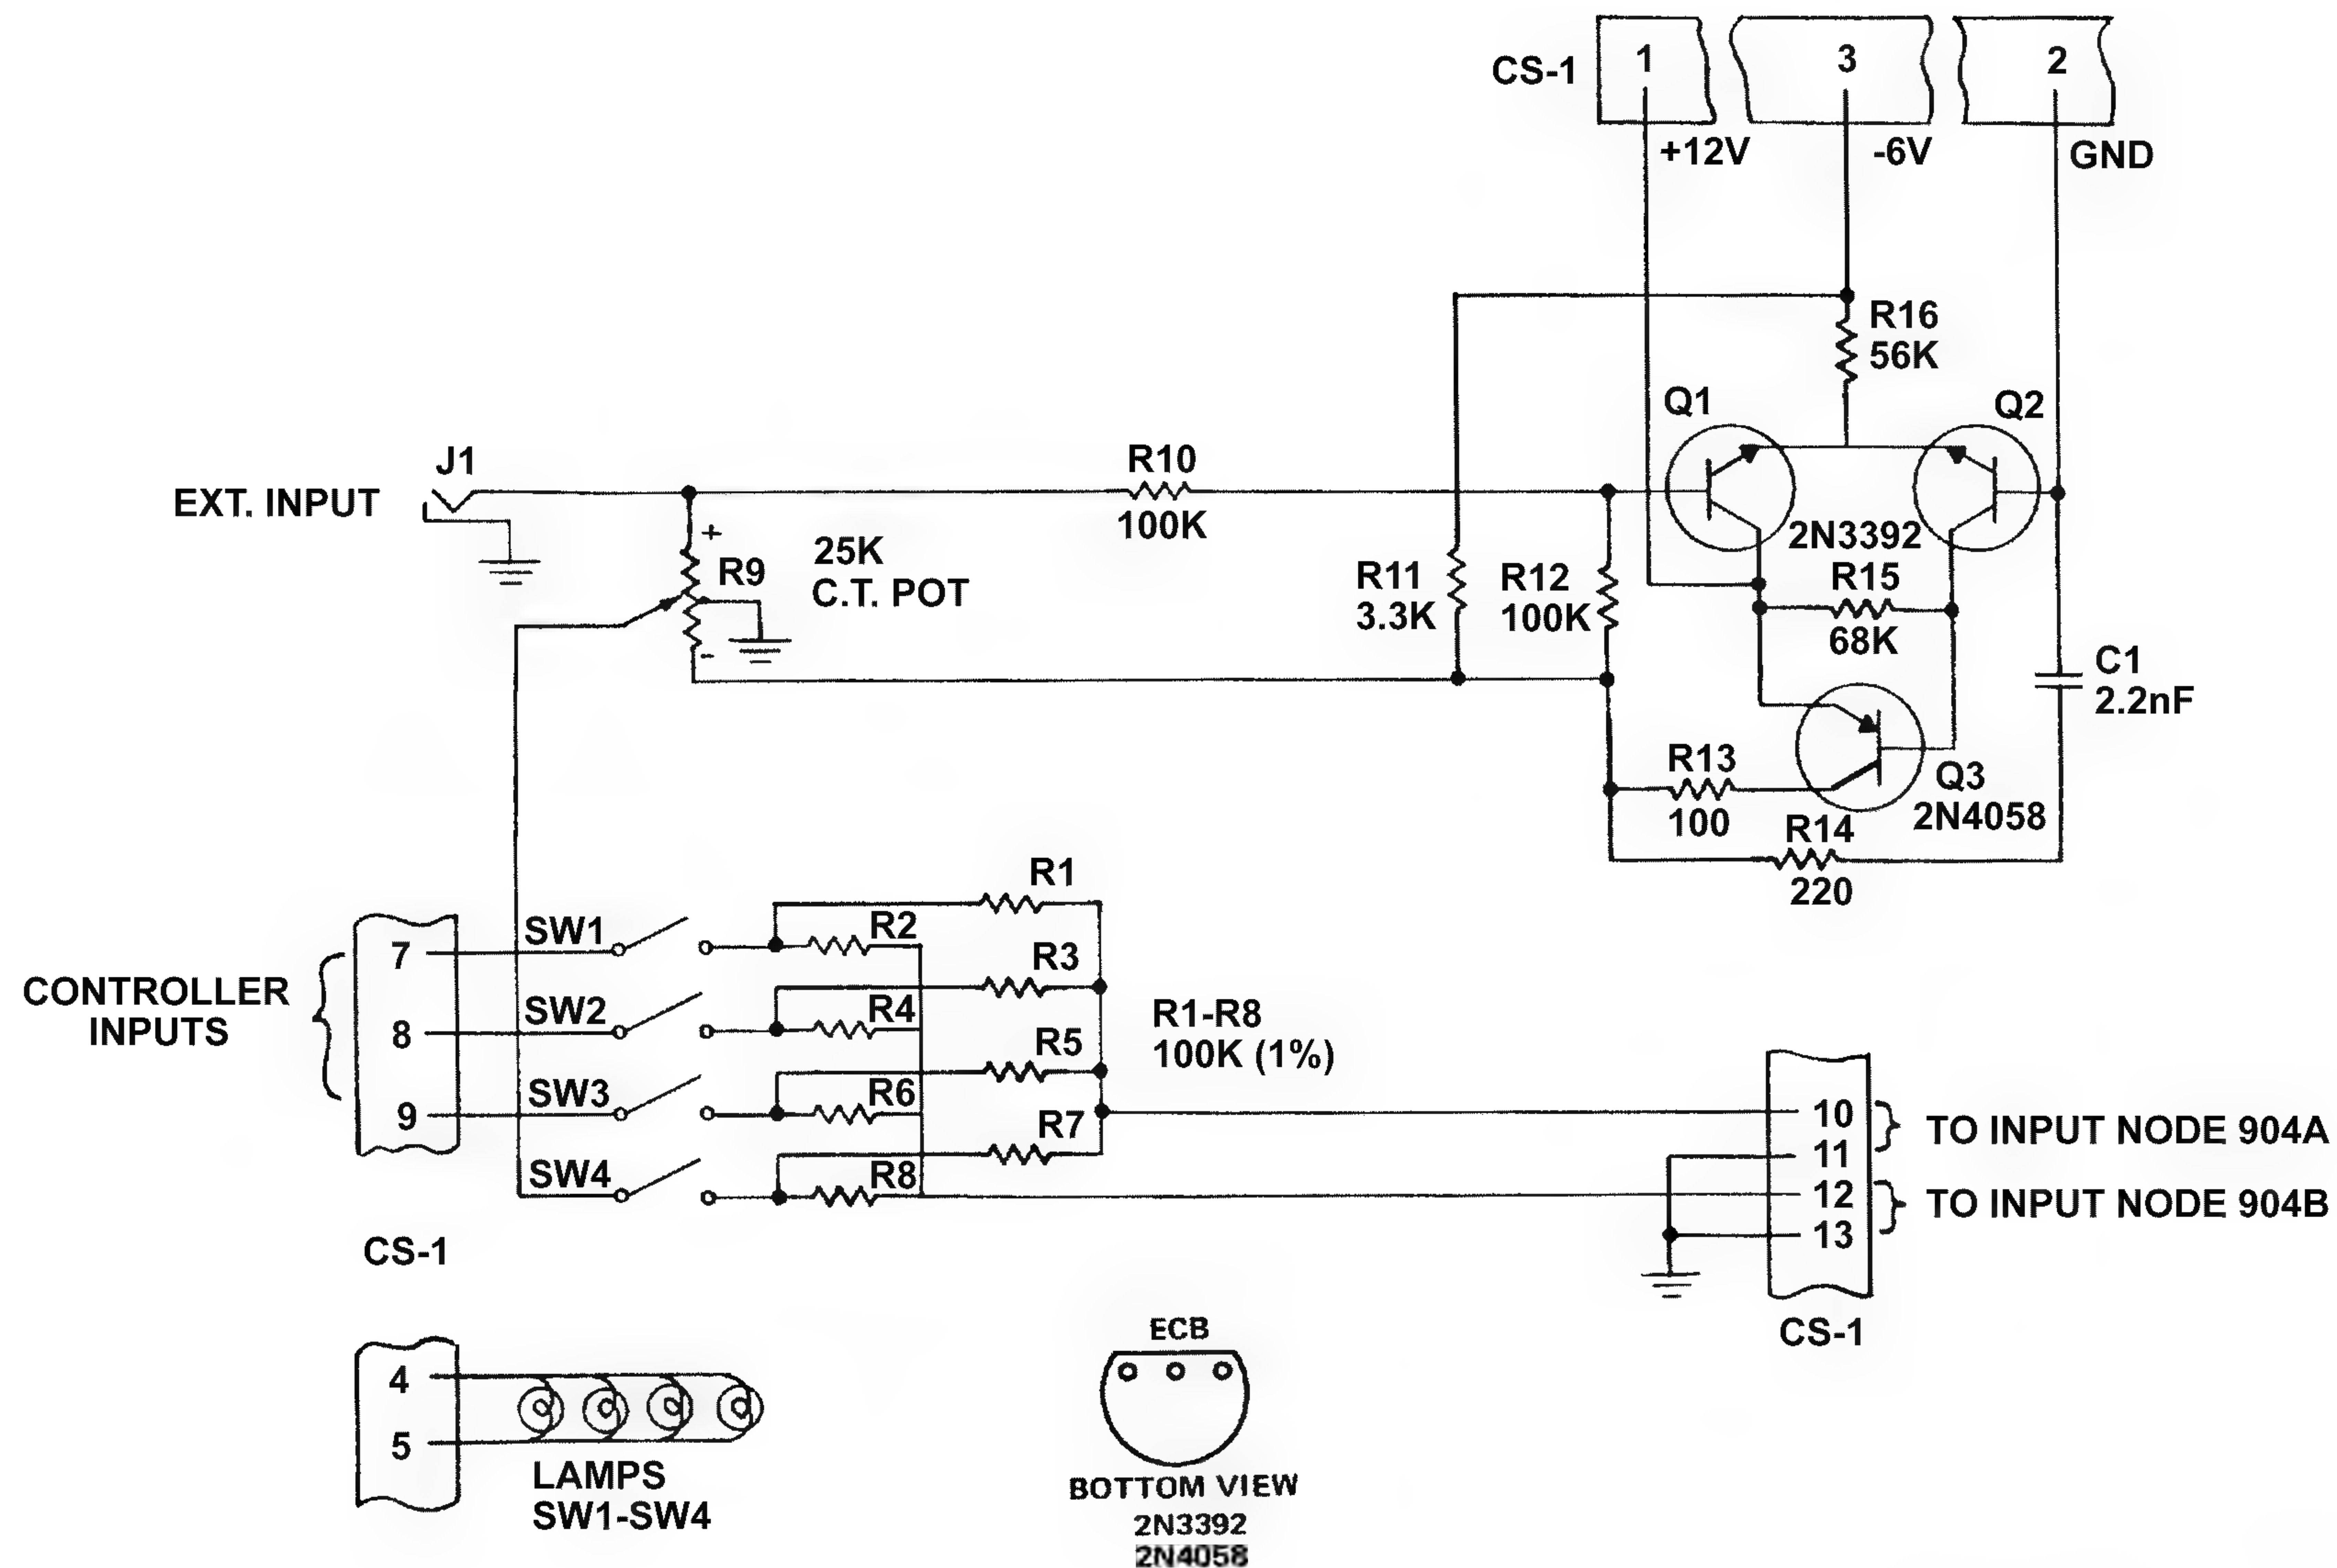 CS-1
1
3
2
+12V
-6V
GND
R16
56K
Q1
Q2
J1
EXT. INPUT
R10
100K
+
R9
-
25K
C.T. POT
R11
3.3K
R12
100K
2N3392
R15
68K
C1
2.2nF
R13
100
Q3
2N4058
R14
220
CONTROLLER
INPUTS
7
8
9
SW1
SW2
SW3
SW4
R1
R2
R3
R4
R5
R6
R7
R8
R1-R8
100K (1%)
10
11
12
13
TO INPUT NODE 904A
TO INPUT NODE 904B
CS-1
CS-1
4
5
LAMPS
SW1-SW4
ECB
BOTTOM VIEW
2N3392
2N4058